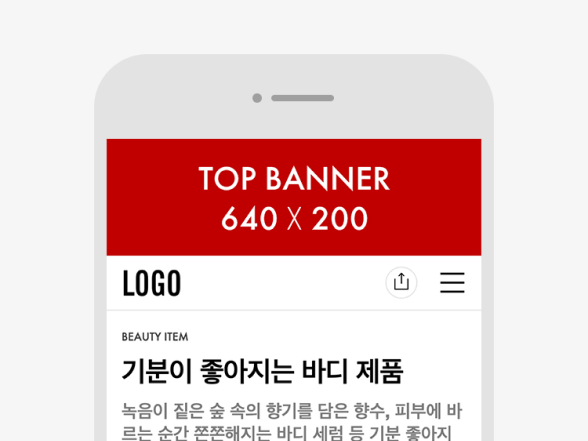 TOP BANNER
640 X 200
LOGO
BEAUTY ITEM
기분이 좋아지는 바디 제품
녹음이 짙은 숲 속의 향기를 담은 향수, 피부에 바
르는 순간 쫀쫀해지는 바디 세럼 등 기분 좋아지